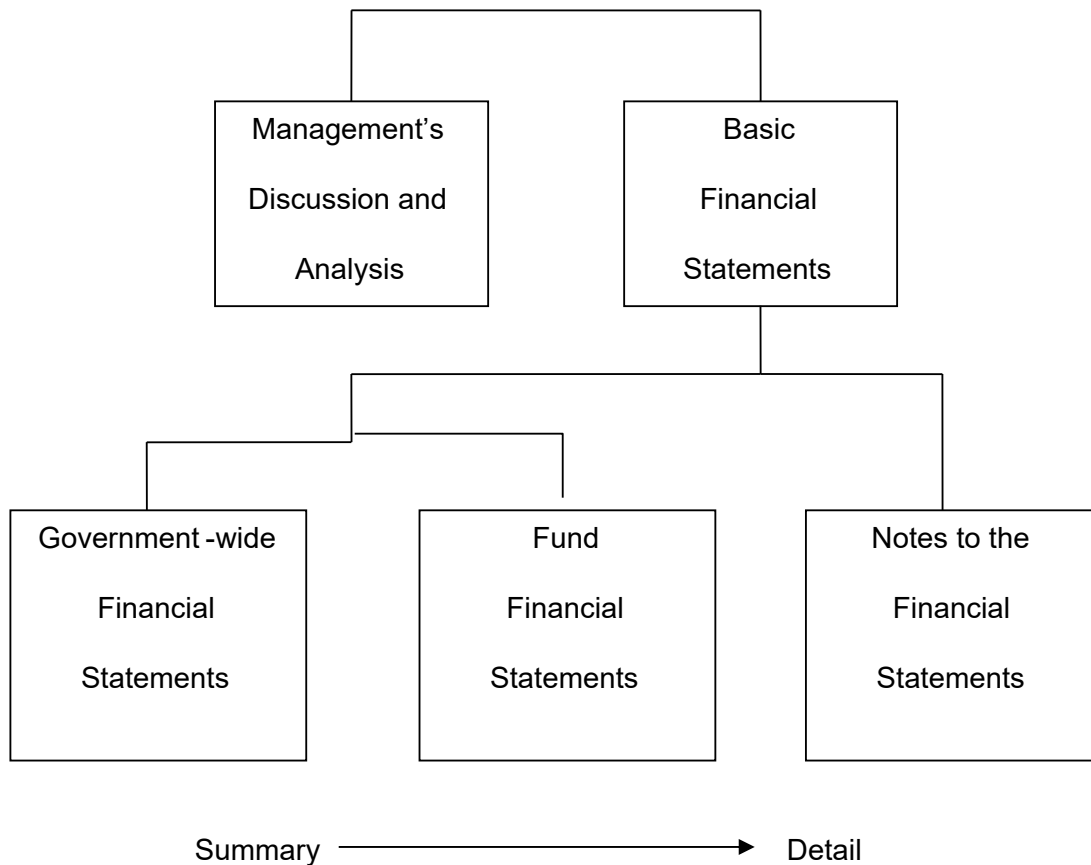 Management’s
Discussion and
Analysis
Basic
Financial
Statements
Government -wide
Financial
Statements
Fund
Financial
Statements
Notes to the
Financial
Statements
Summary
Detail